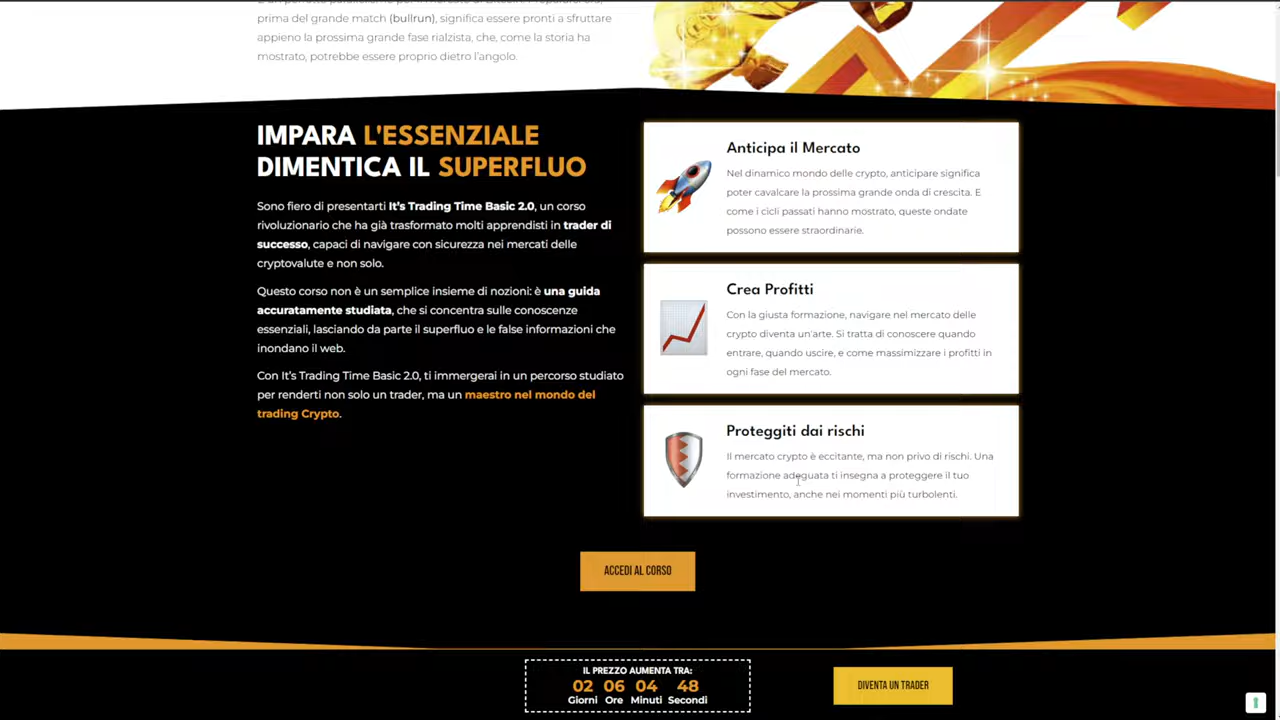 prima del grande match (bullrun), significa essere pronti a sfruttare
appieno la prossima grande fase rialzista, che, come la storia ha
mostrato, potrebbe essere proprio dietro l'angolo.
IMPARA L'ESSENZIALE
DIMENTICA IL SUPERFLUO
Sono fiero di presentarti It's Trading Time Basic 2.0, un corso
rivoluzionario che ha già trasformato molti apprendisti in trader di
successo, capaci di navigare con sicurezza nei mercati delle
cryptovalute e non solo.
Questo corso non è un semplice insieme di nozioni: è una guida
accuratamente studiata, che si concentra sulle conoscenze
essenziali, lasciando da parte il superfluo e le false informazioni che
inondano il web.
Con It's Trading Time Basic 2.0, ti immergerai in un percorso studiato
per renderti non solo un trader, ma un maestro nel mondo del
trading Crypto.
Anticipa il Mercato
Nel dinamico mondo delle crypto, anticipare significa
poter cavalcare la prossima grande onda di crescita. E
come i cicli passati hanno mostrato, queste ondate
possono essere straordinarie.
Crea Profitti
Con la giusta formazione, navigare nel mercato delle
crypto diventa un'arte. Si tratta di conoscere quando
entrare, quando uscire, e come massimizzare i profitti in
ogni fase del mercato.
Proteggiti dai rischi
Il mercato crypto è eccitante, ma non privo di rischi. Una
formazione adeguata ti insegna a proteggere il tuo
investimento, anche nei momenti più turbolenti.
ACCEDI AL CORSO
IL PREZZO AUMENTA TRA:
02 06 04 48
Giorni Ore Minuti Secondi
DIVENTA UN TRADER